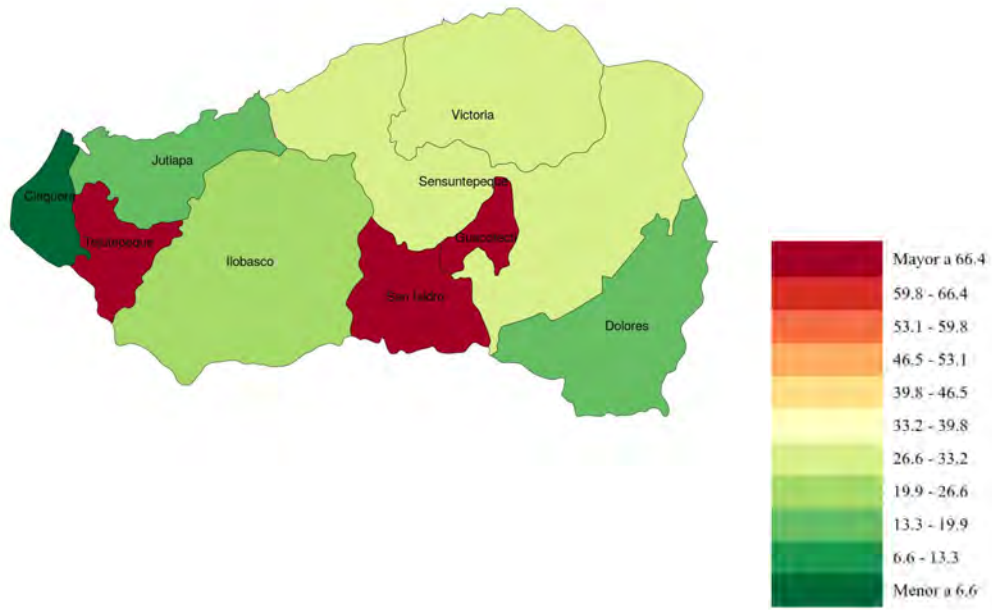 Victoria
Jutiapa
Sensuntepeque
Cinquera
Tejutepeque
Guacotecti
Ilobasco
San Isidro
Dolores
Mayor a 66.4
59.8 - 66.4
53.1 - 59.8
46.5 - 53.1
39.8 - 46.5
33.2 - 39.8
26.6 - 33.2
19.9 - 26.6
13.3 - 19.9
6.6 - 13.3
Menor a 6.6